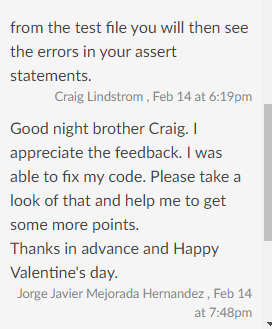 from the test file you will then see
the errors in your assert
statements.
Craig Lindstrom , Feb 14 at 6:19pm
Good night brother Craig. I
appreciate the feedback. I was
able to fix my code. Please take a
look of that and help me to get
some more points.
Thanks in advance and Happy
Valentine's day.
Jorge Javier Mejorada Hernandez , Feb 14
at 7:48pm